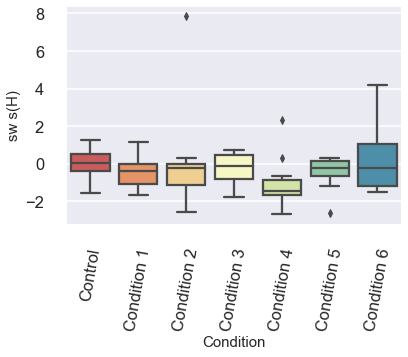 8
6
4
2
0
−2
sw s(H)
Control
Condition 1
Condition 2
Condition 3
Condition 4
Condition 5
Condition 6
Condition